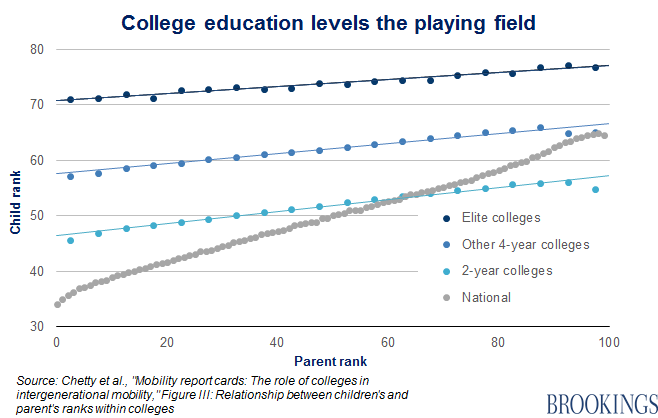 College education levels the playing field
80
70
60
50
40
30
Child rank
0 20 40 60 80 100
Parent rank
Elite colleges
Other 4-year colleges
2-year colleges
National
Source: Chetty et al., "Mobility report cards: The role of colleges in
intergenerational mobility," Figure III: Relationship between children's and
parent's ranks within colleges
BROOKINGS